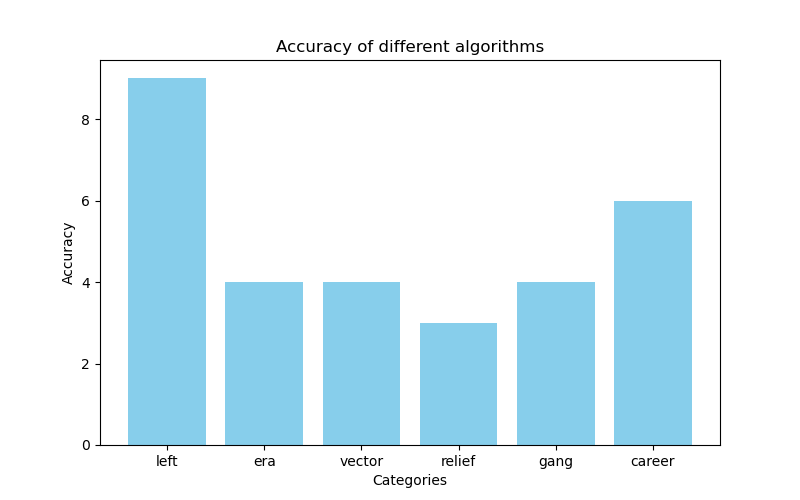 Accuracy of different algorithms
Accuracy
8
6
4
2
0
left era vector relief gang career
Categories